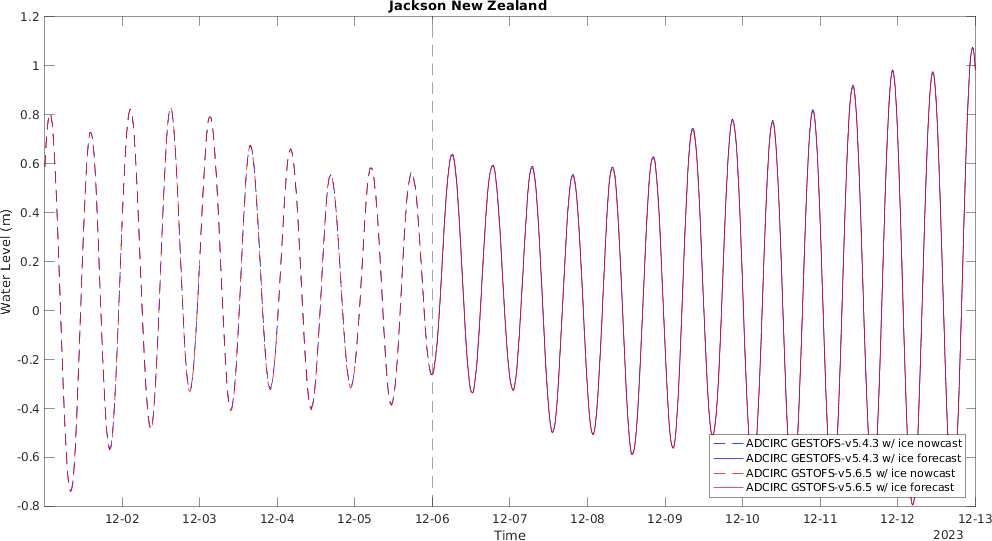 Jackson New Zealand
1.2
1
0.8
0.6
0.4
0.2
0
-0.2
-0.4
-0.6
-0.8
Water Level (m)
ADCIRC GESTOFS-v5.4.3 w/ ice nowcast
ADCIRC GESTOFS-v5.4.3 w/ ice forecast
ADCIRC GSTOFS-v5.6.5 w/ ice nowcast
ADCIRC GSTOFS-v5.6.5 w/ ice forecast
12-02 12-03 12-04 12-05 12-06 12-07 12-08 12-09 12-10 12-11 12-12 12-13
Time
2023